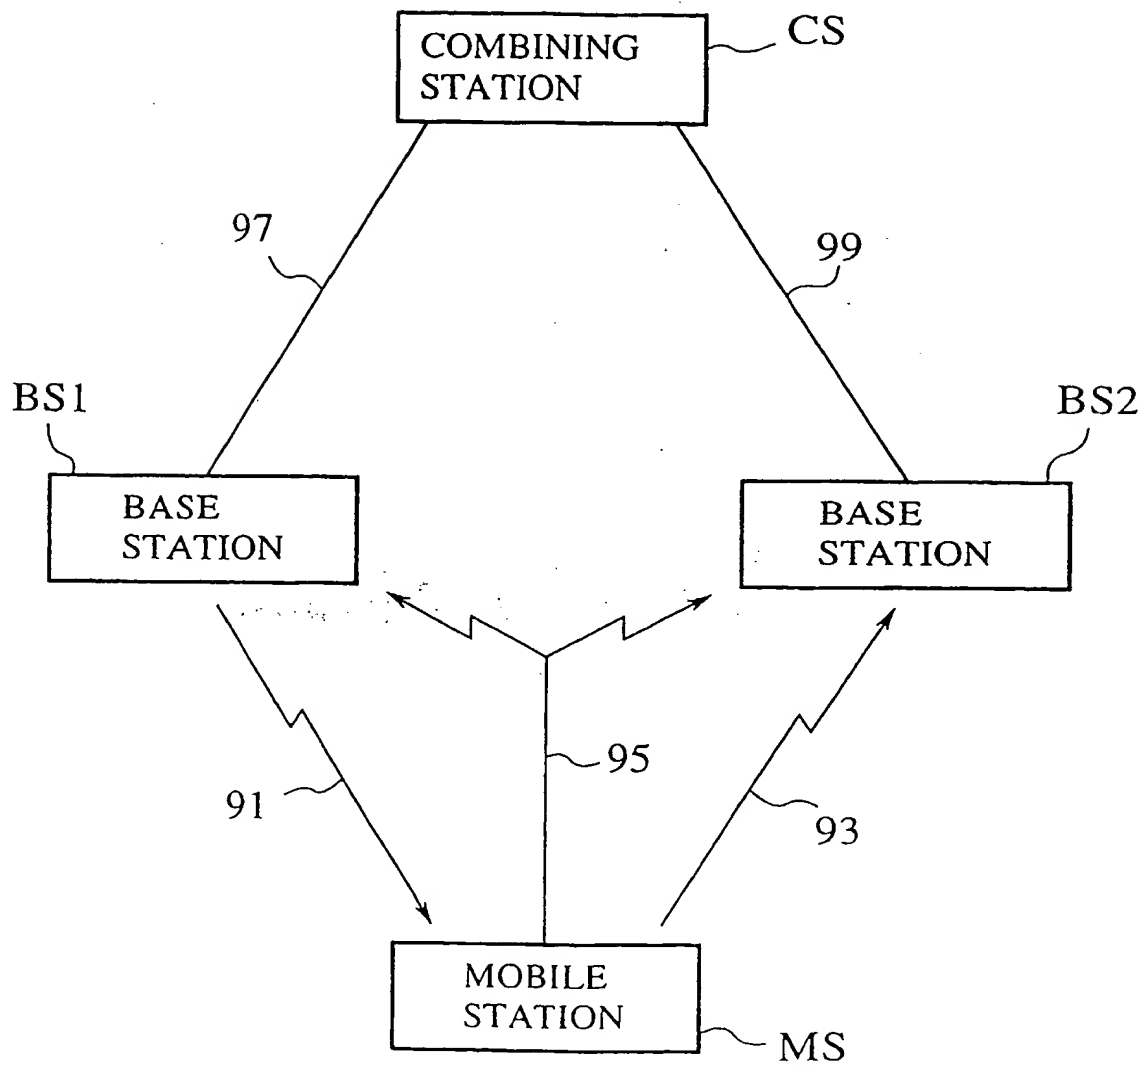 COMBINING
STATION
CS
97
99
BS1
BS2
BASE
STATION
BASE
STATION
91
95
93
MOBILE
STATION
MS